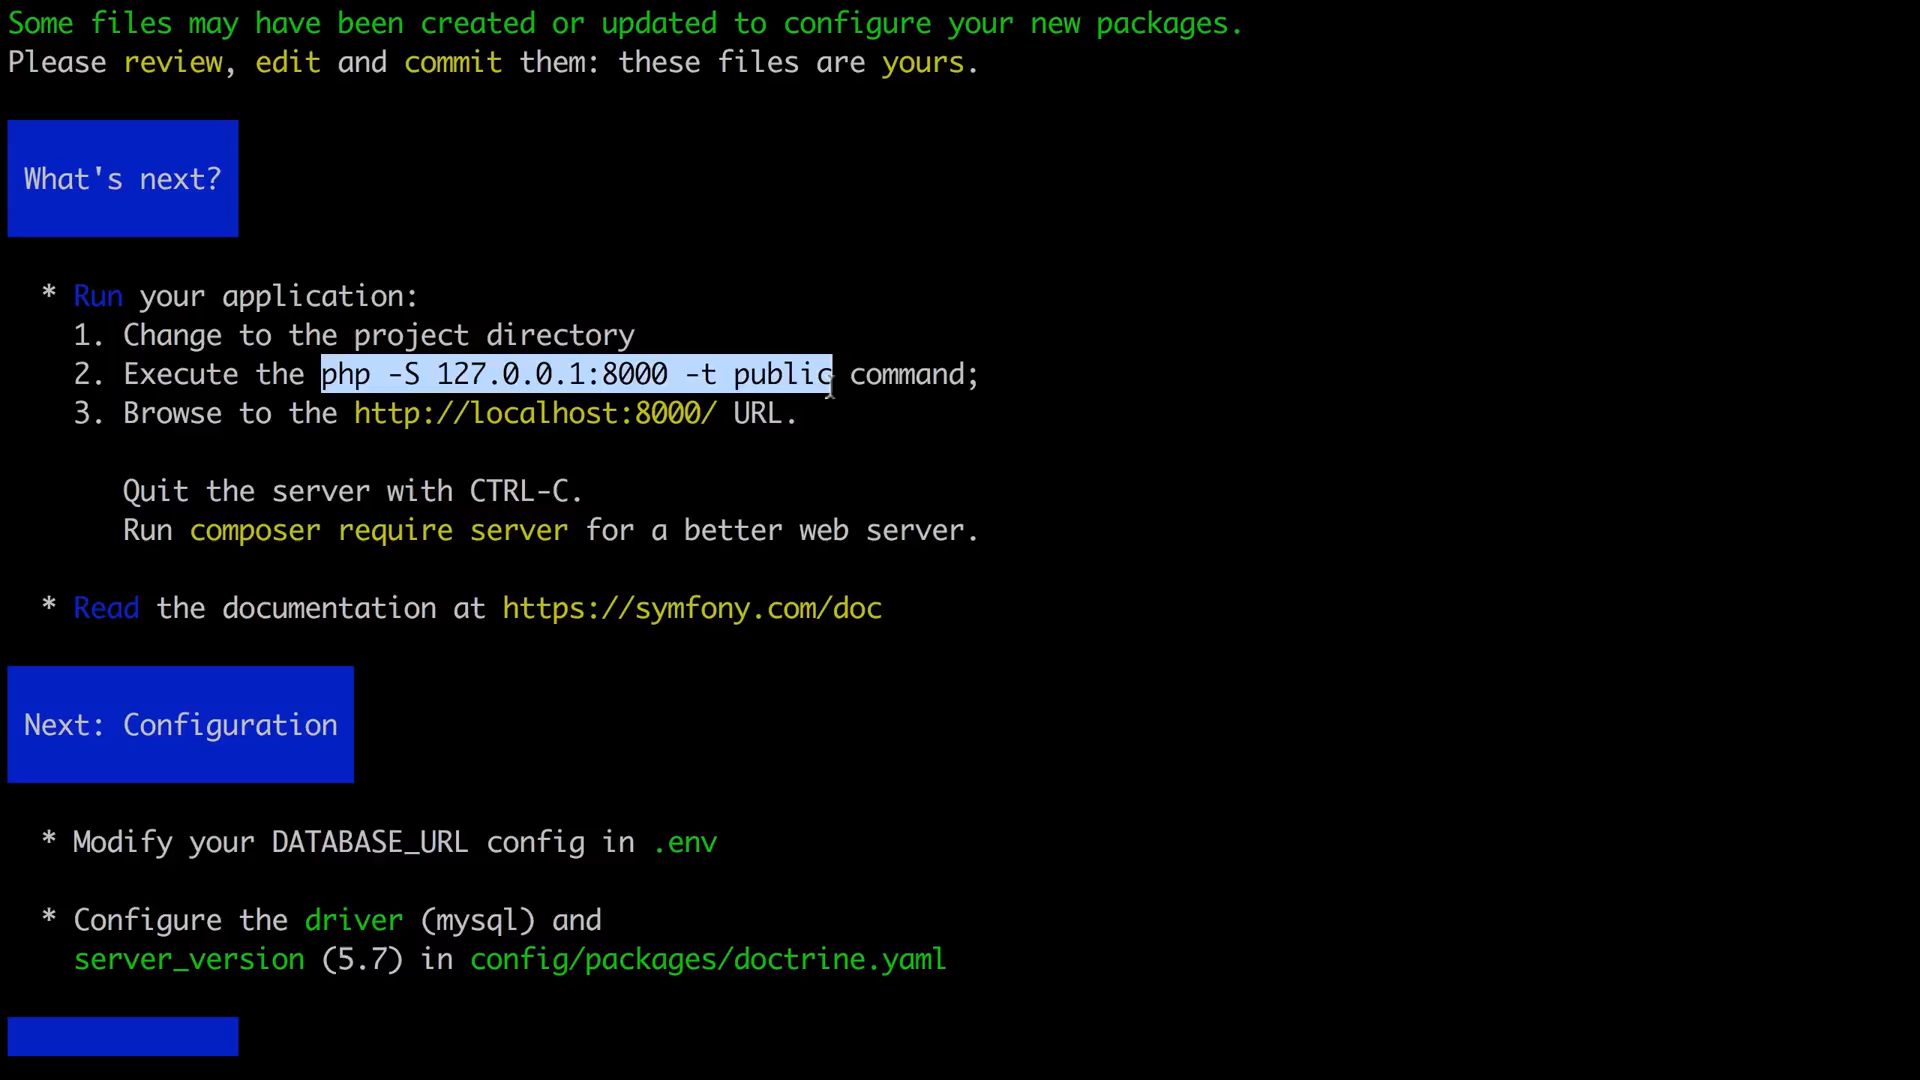 Some files may have been created or updated to configure your new packages.
Please review, edit and commit them: these files are yours.
What's next?
* Run your application:
1. Change to the project directory
2. Execute the php -S 127.0.0.1:8000 -t public command;
3. Browse to the http://localhost:8000/ URL.
Quit the server with CTRL-C.
Run composer require server for a better web server.
* Read the documentation at https://symfony.com/doc
Next: Configuration
* Modify your DATABASE_URL config in .env
* Configure the driver (mysql) and
server_version (5.7) in config/packages/doctrine.yaml